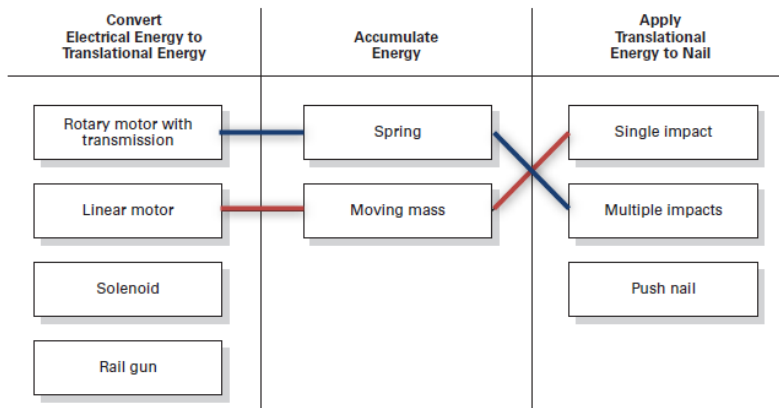 Convert
Electrical Energy to
Translational Energy
Accumulate
Energy
Apply
Translational
Energy to Nail
Rotary motor with
transmission
Spring
Single impact
Linear motor
Moving mass
Multiple impacts
Solenoid
Push nail
Rail gun